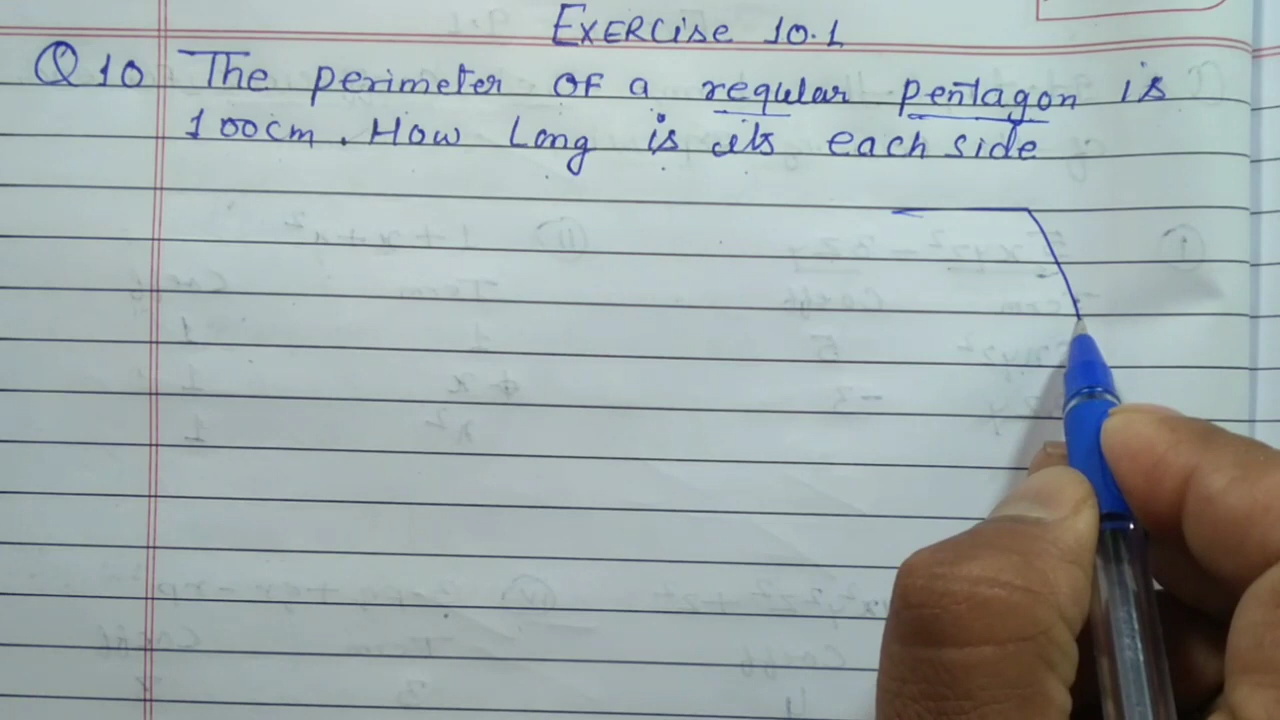 Exercise 10.1
Q10 The perimeter of a regular pentagon is
100cm. How Long is its each side